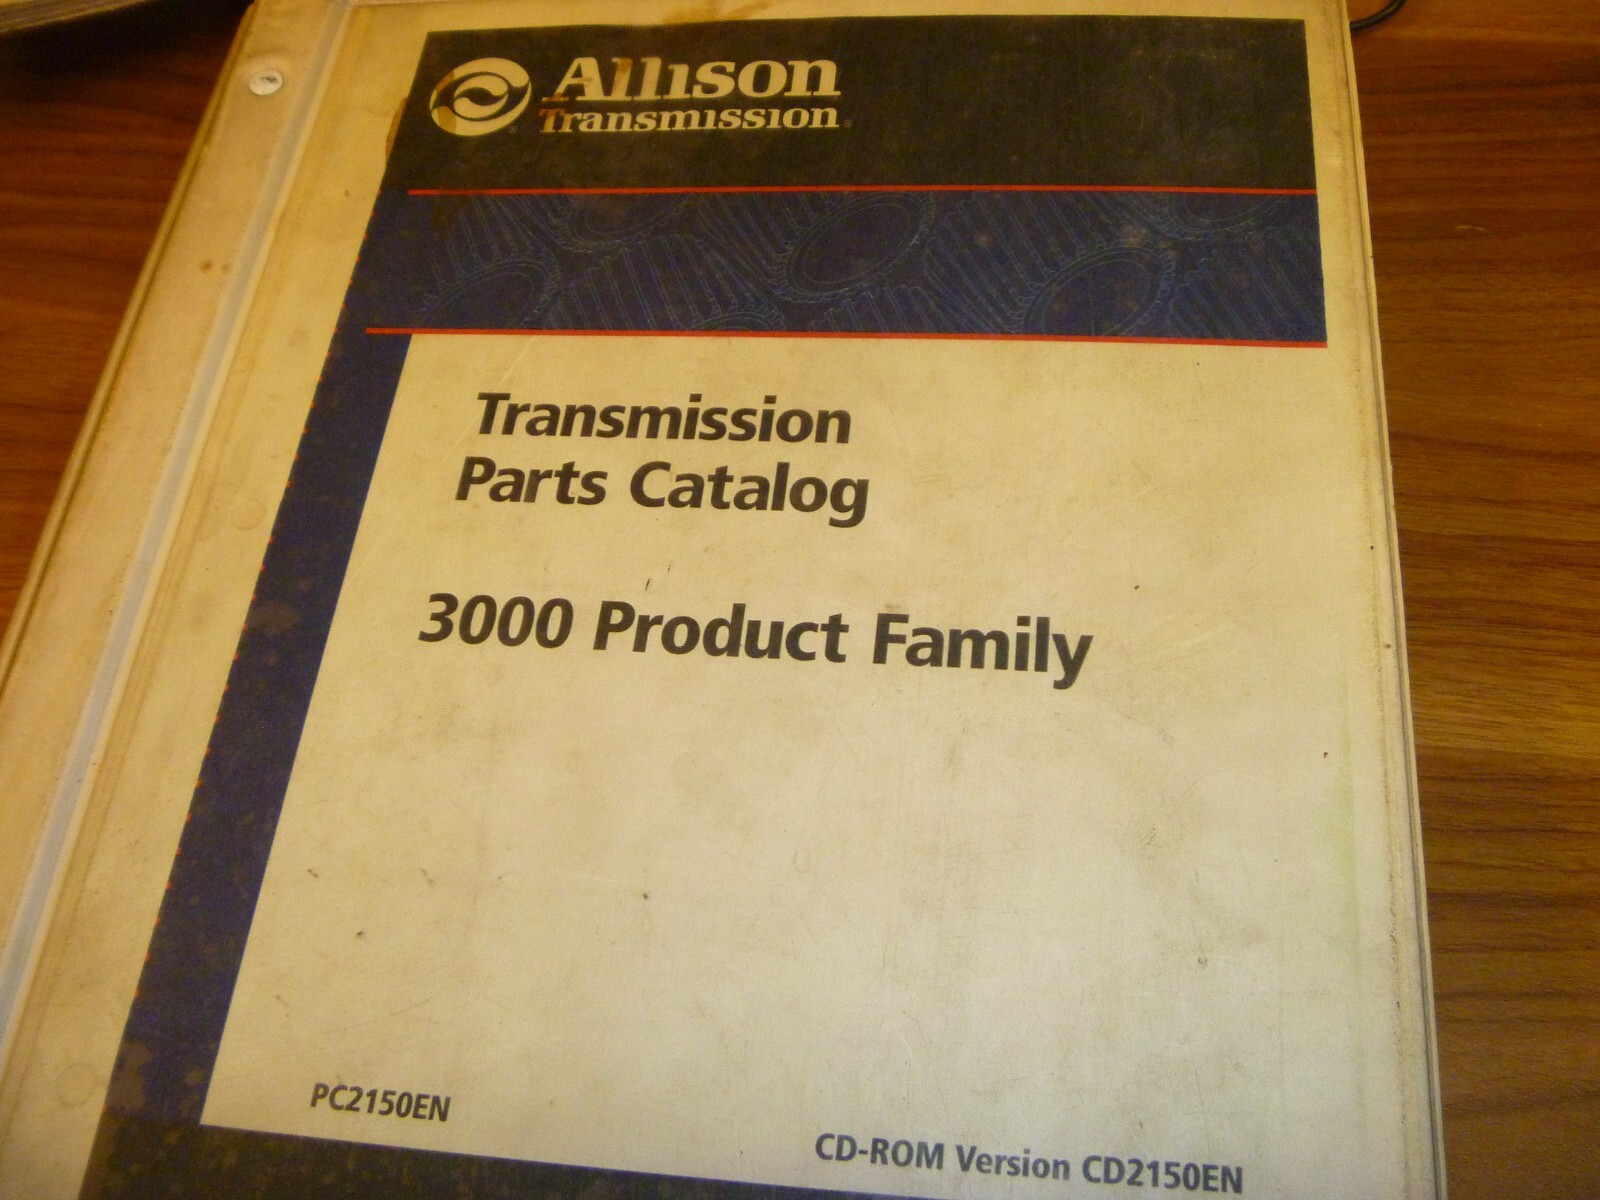 Allison
Transmission
Transmission
Parts Catalog
3000 Product Family
PC2150EN
CD-ROM Version CD2150EN